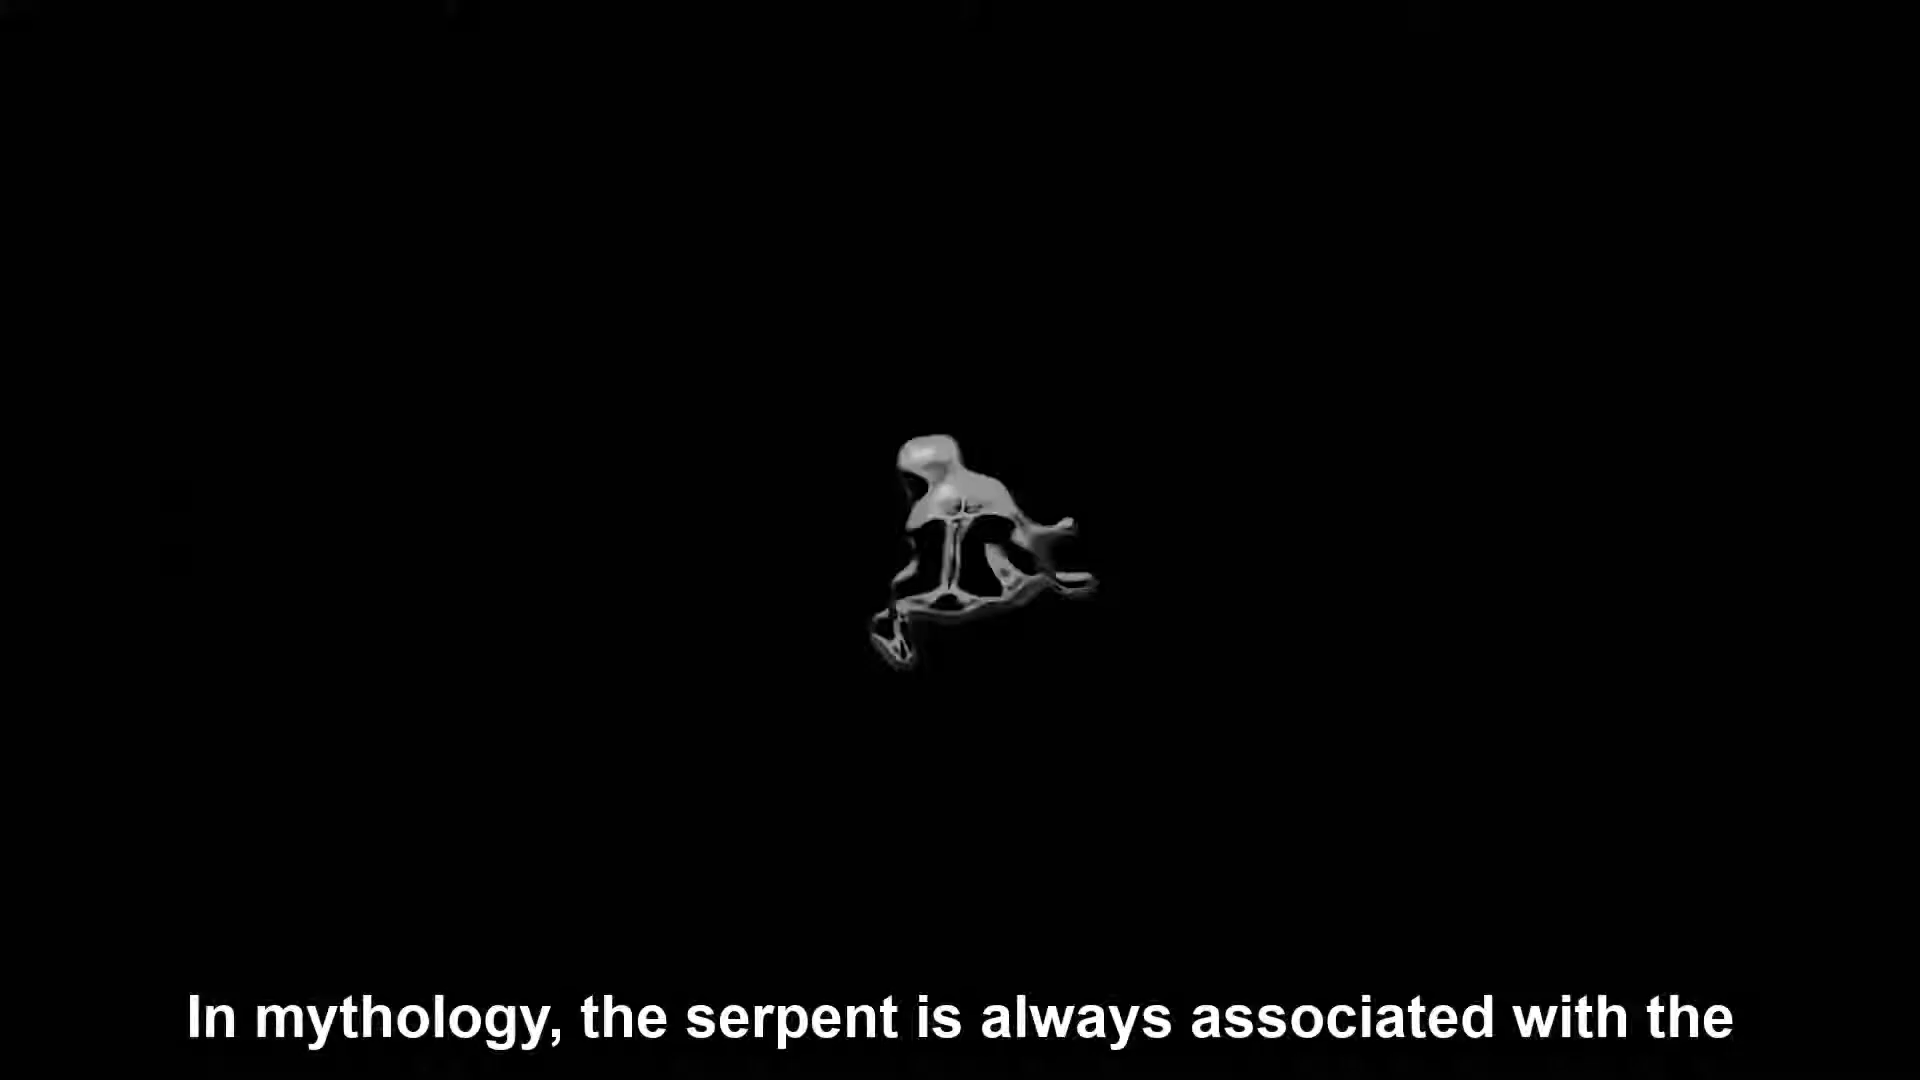 In mythology, the serpent is always associated with the